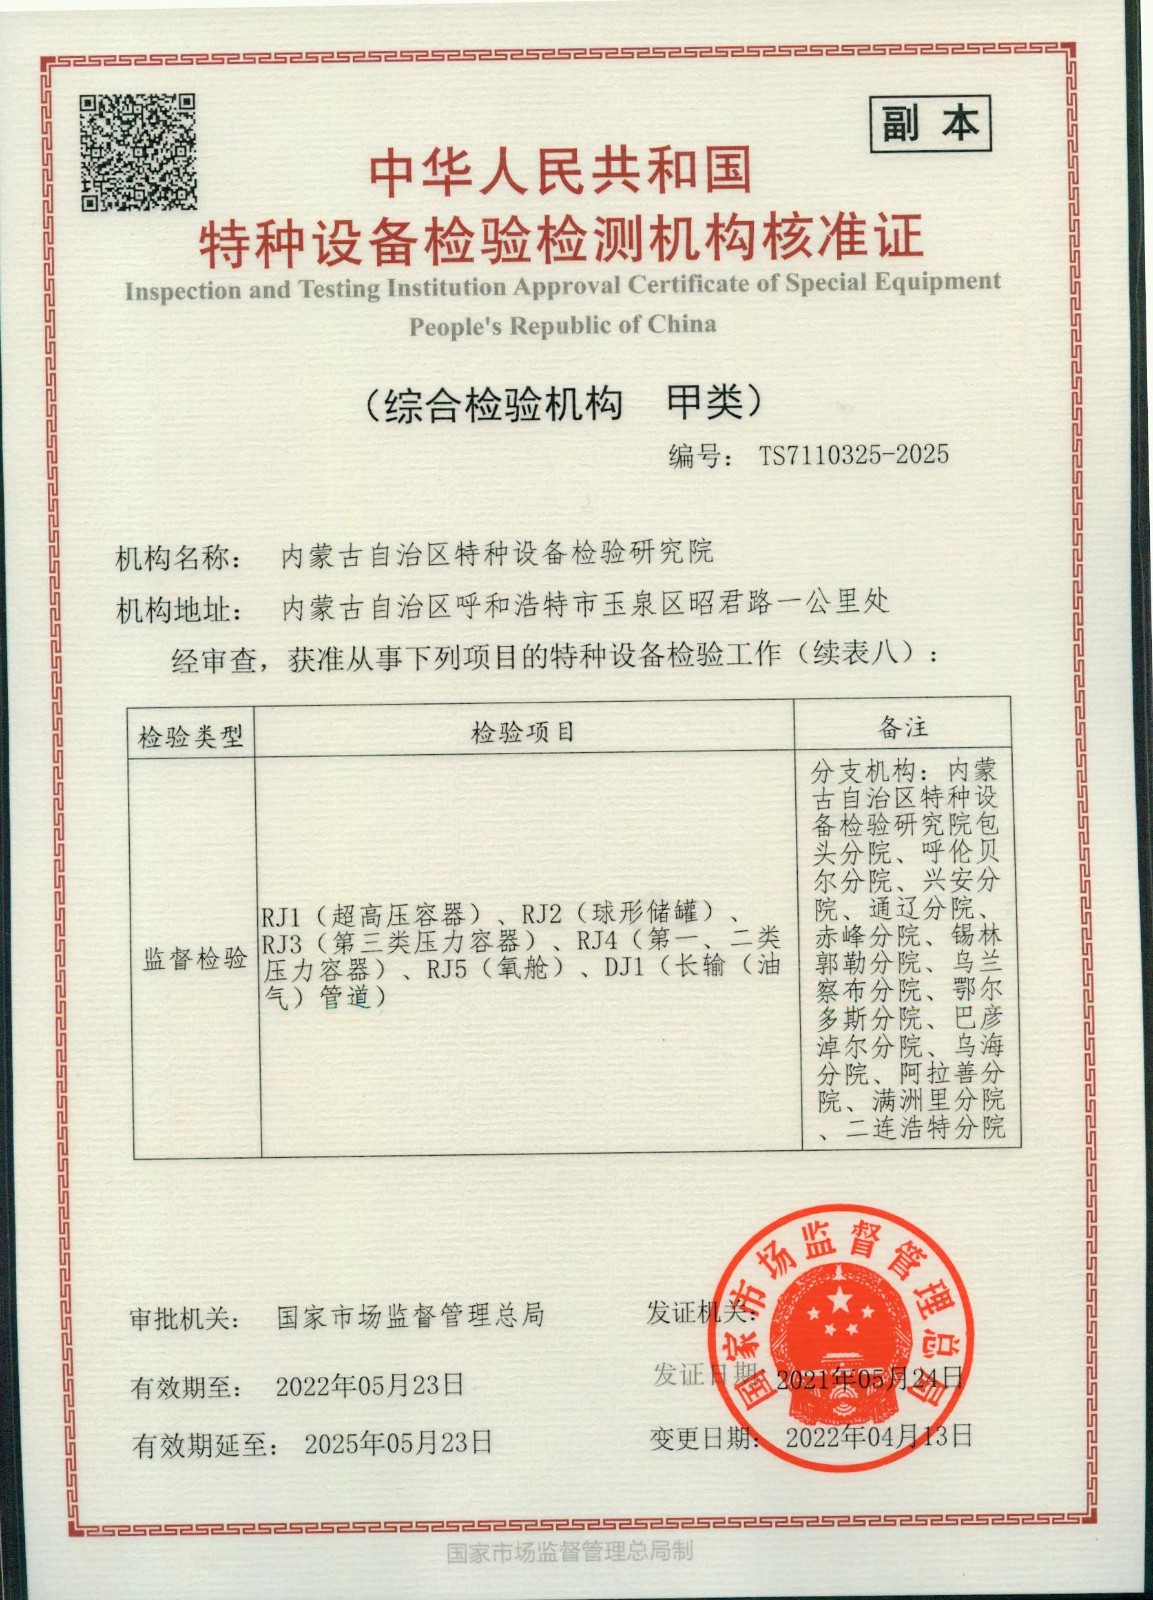 副 本
中华人民共和国
特种设备检验检测机构核准证
Inspection and Testing Institution Approval Certificate of Special Equipment
People's Republic of China
（综合检验机构 甲类）
编号： TS7110325-2025
机构名称： 内蒙古自治区特种设备检验研究院
机构地址： 内蒙古自治区呼和浩特市玉泉区昭君路一公里处
经审查，获准从事下列项目的特种设备检验工作（续表八）：
检验类型 检验项目 备注
监督检验
RJ1（超高压容器）、RJ2（球形储罐）、
RJ3（第三类压力容器）、RJ4（第一、二类
压力容器）、RJ5（氧舱）、DJ1（长输（油
气）管道）
分支机构：内蒙
古自治区特种设
备检验研究院包
头分院、呼伦贝
尔分院、兴安分
院、通辽分院、
赤峰分院、锡林
郭勒分院、乌兰
察布分院、鄂尔
多斯分院、巴彦
淖尔分院、乌海
分院、阿拉善分
院、满洲里分院
、二连浩特分院
审批机关： 国家市场监督管理总局
发证机关：
有效期至： 2022年05月23日
发证日期 2021年05月24日
有效期延至： 2025年05月23日
变更日期： 2022年04月13日
国家市场监督管理总局
国家市场监督管理总局制